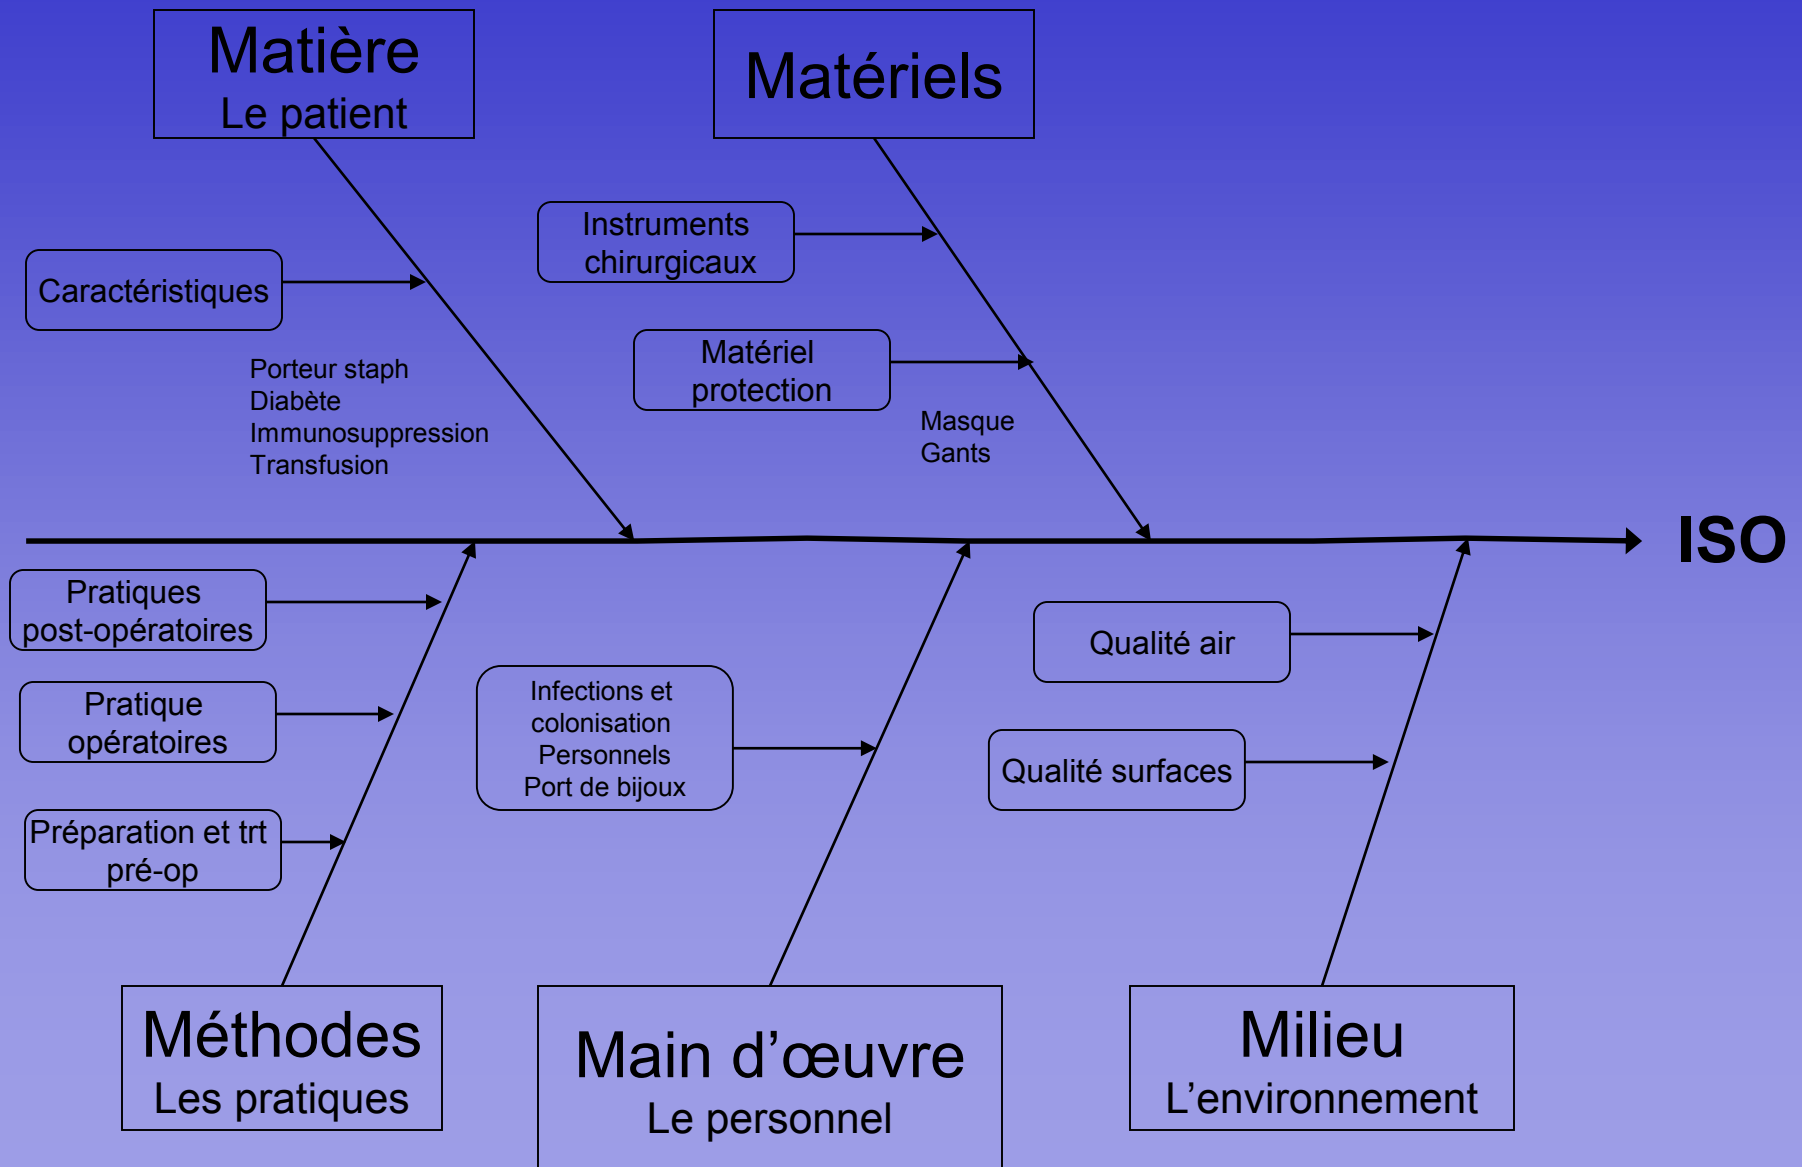 Matière
Le patient
Matériels
Instruments
chirurgicaux
Caractéristiques
Matériel
protection
Porteur staph
Diabète
Immunosuppression
Transfusion
Masque
Gants
ISO
Pratiques
post-opératoires
Pratique
opératoires
Préparation et trt
pré-op
Infections et
colonisation
Personnels
Port de bijoux
Qualité air
Qualité surfaces
Méthodes
Les pratiques
Main d’œuvre
Le personnel
Milieu
L’environnement